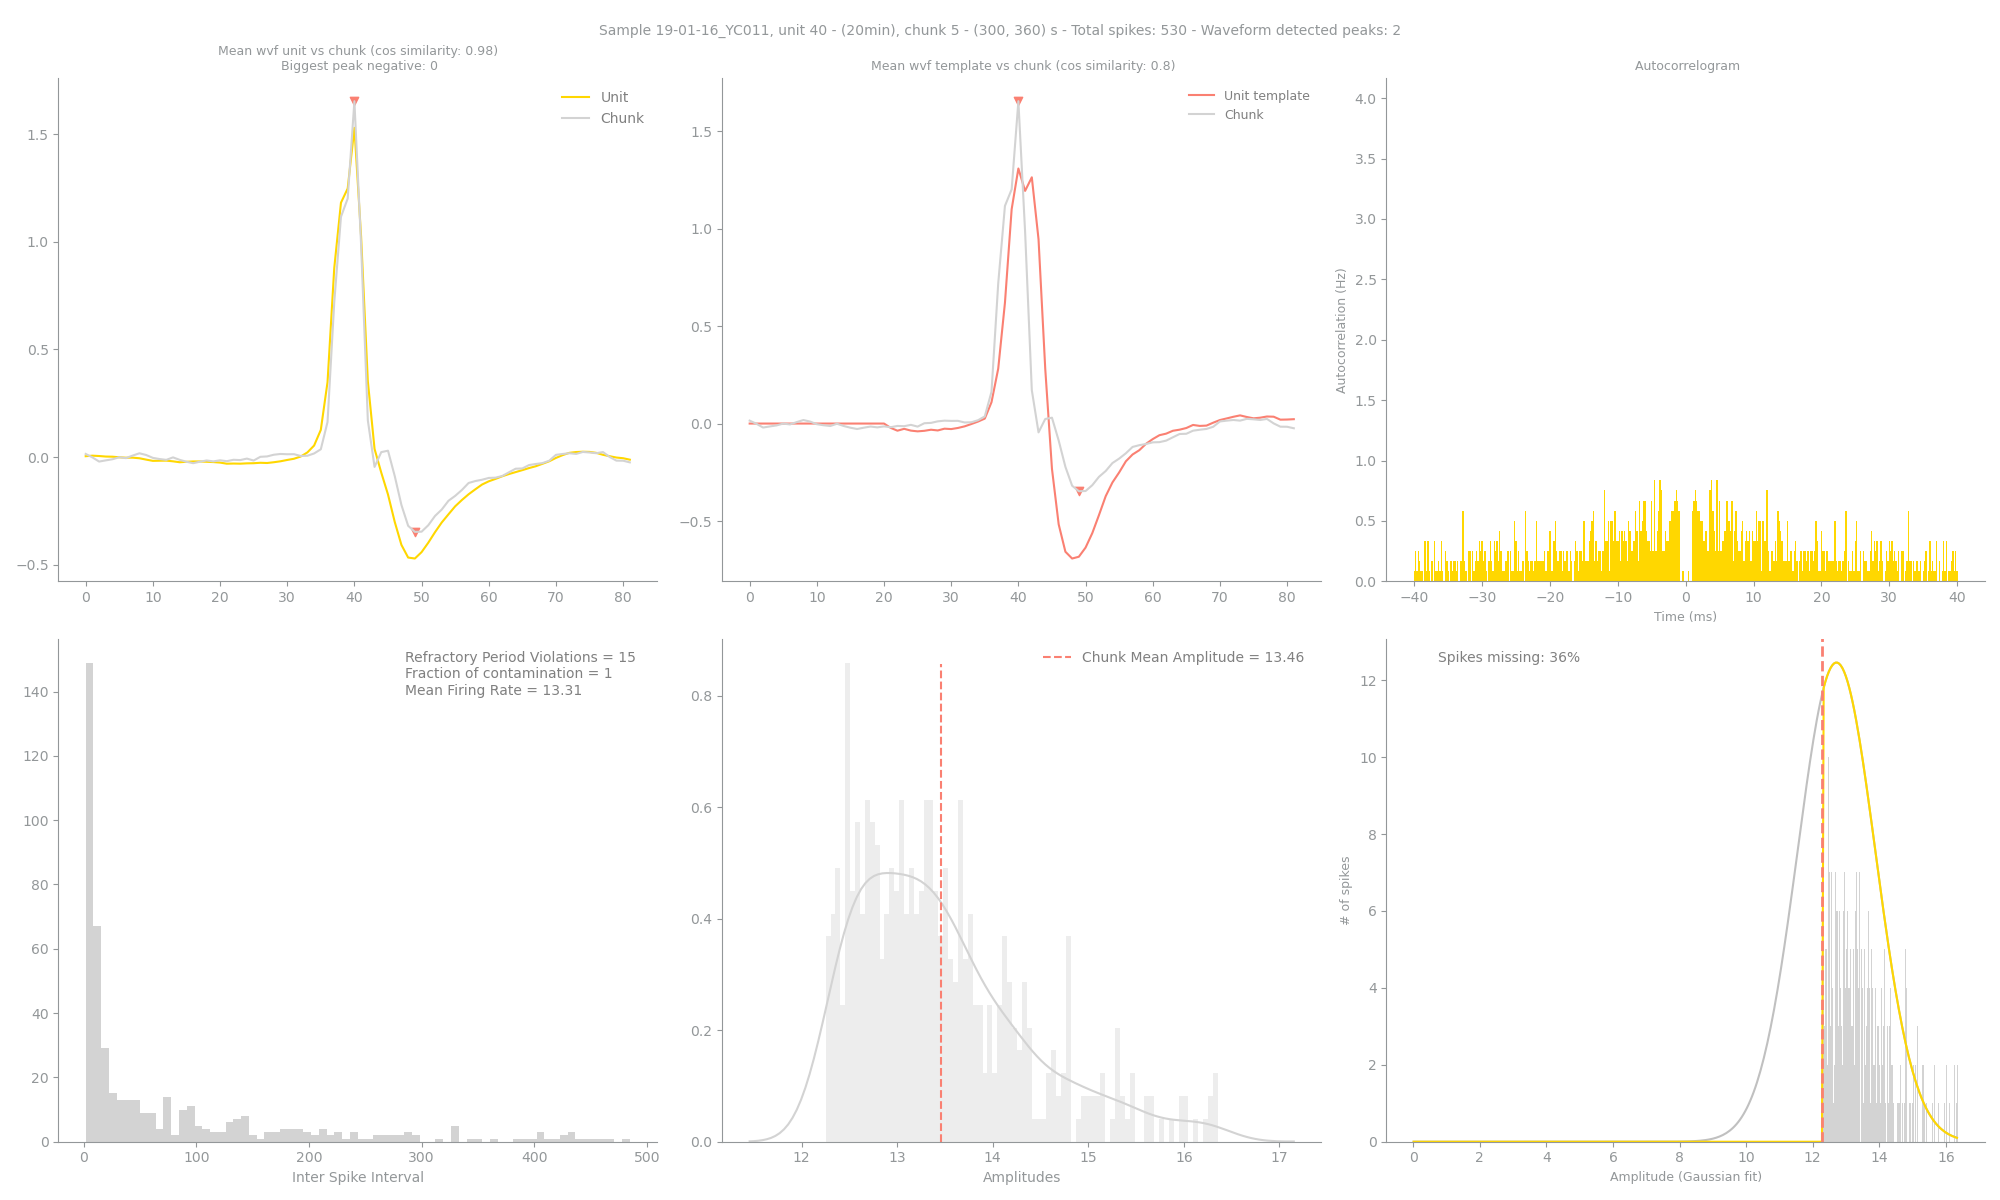 Sample 19-01-16_YC011, unit 40 - (20min), chunk 5 - (300, 360) s - Total spikes: 530 - Waveform detected peaks: 2
Mean wvf unit vs chunk (cos similarity: 0.98)
Biggest peak negative: 0
Unit
Chunk
1.5
1.0
0.5
0.0
−0.5
0 10 20 30 40 50 60 70 80
Mean wvf template vs chunk (cos similarity: 0.8)
Unit template
Chunk
1.5
1.0
0.5
0.0
−0.5
0 10 20 30 40 50 60 70 80
Autocorrelogram
Autocorrelation (Hz)
4.0
3.5
3.0
2.5
2.0
1.5
1.0
0.5
0.0
−40 −30 −20 −10 0 10 20 30 40
Time (ms)
Refractory Period Violations = 15
Fraction of contamination = 1
Mean Firing Rate = 13.31
140
120
100
80
60
40
20
0
0 100 200 300 400 500
Inter Spike Interval
Chunk Mean Amplitude = 13.46
0.8
0.6
0.4
0.2
0.0
12 13 14 15 16 17
Amplitudes
Spikes missing: 36%
# of spikes
12
10
8
6
4
2
0
0 2 4 6 8 10 12 14 16
Amplitude (Gaussian fit)